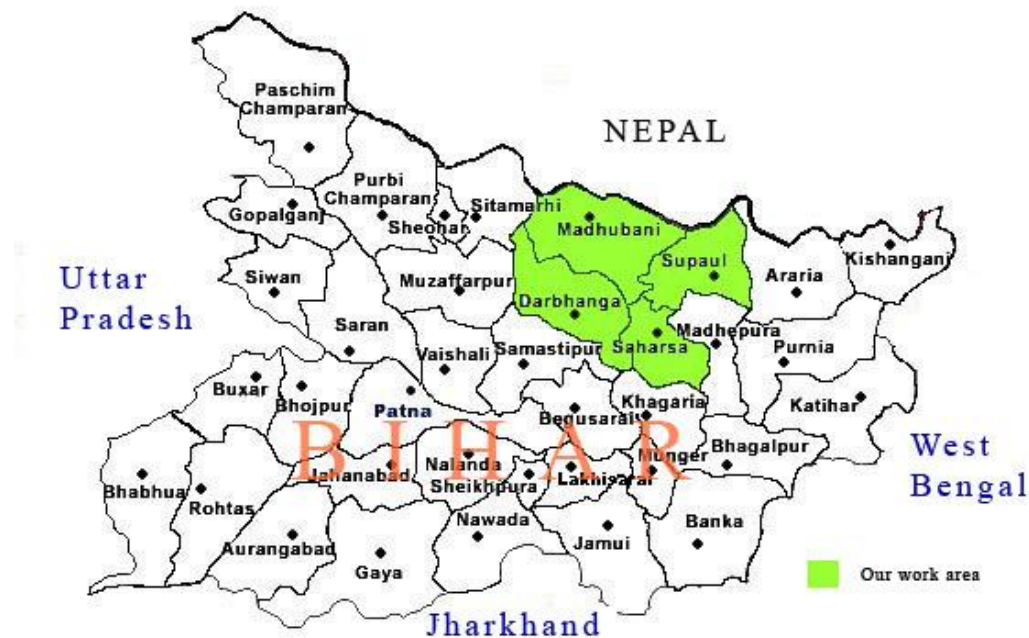 Paschim
Champaran
NEPAL
Purbi
Champaran
Sitamarhi
Gopalganj
Sheohar
Madhubani
Supaul
Kishanganj
Araria
Uttar
Pradesh
Siwan
Muzaffarpur
Darbhanga
Saran
Vaishali
Samastipur
Saharsa
Madhepura
Purnia
Buxar
Bhojpur
Patna
Begusarai
Khagaria
Katihar
BIHAR
Bhagalpur
Munger
West
Bengal
Bhabhua
Rohtas
Jahanabad
Nalanda
Sheikhpura
Lakhisarai
Nawada
Jamui
Banka
Aurangabad
Gaya
Our work area
Jharkhand